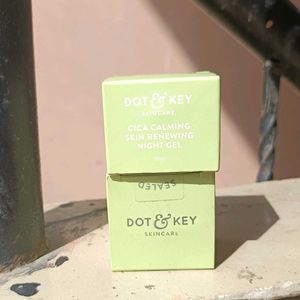 DOT & KEY
SKINCARE
CICA CALMING
SKIN RENEWING
NIGHT GEL
SEALED
DOT & KEY
SKINCARE